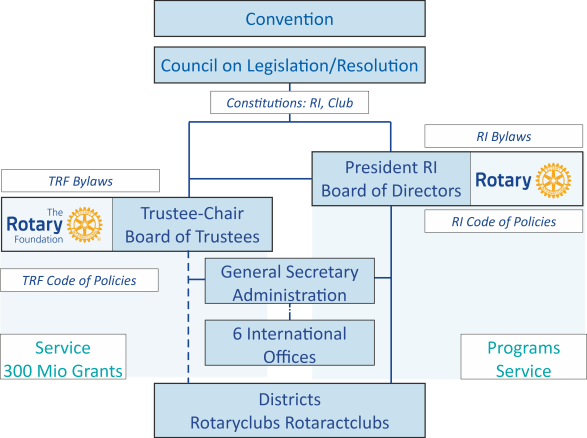 Convention
Council on Legislation/Resolution
Constitutions: RI, Club
RI Bylaws
President RI
Board of Directors
Rotary
TRF Bylaws
The
Rotary
Foundation
Trustee-Chair
Board of Trustees
RI Code of Policies
TRF Code of Policies
General Secretary
Administration
6 International
Offices
Service
300 Mio Grants
Programs
Service
Districts
Rotaryclubs Rotaractclubs